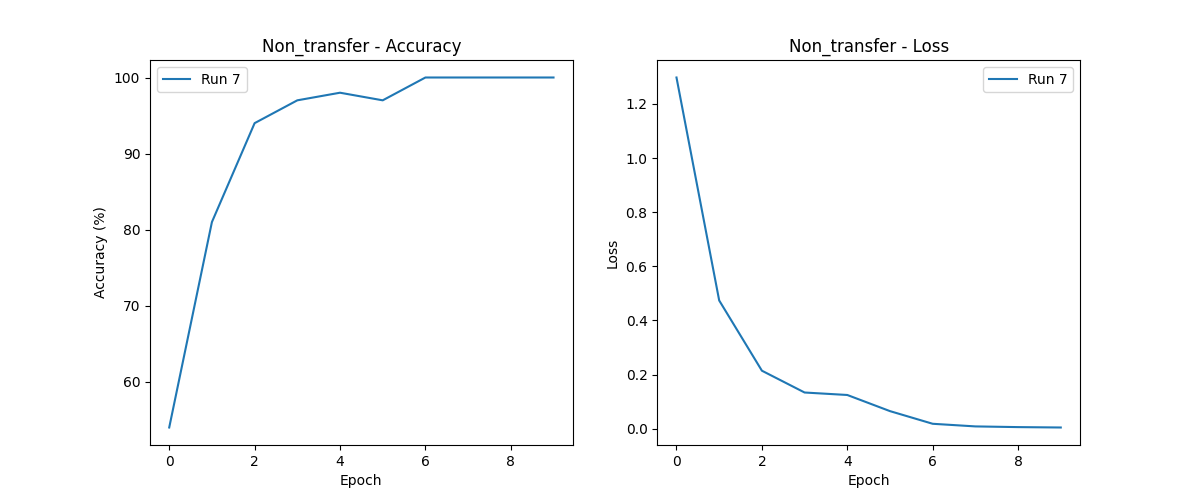 Non_transfer - Accuracy
Run 7
100
90
80
70
60
Accuracy (%)
0 2 4 6 8
Epoch
Non_transfer - Loss
Run 7
1.2
1.0
0.8
0.6
0.4
0.2
0.0
Loss
0 2 4 6 8
Epoch